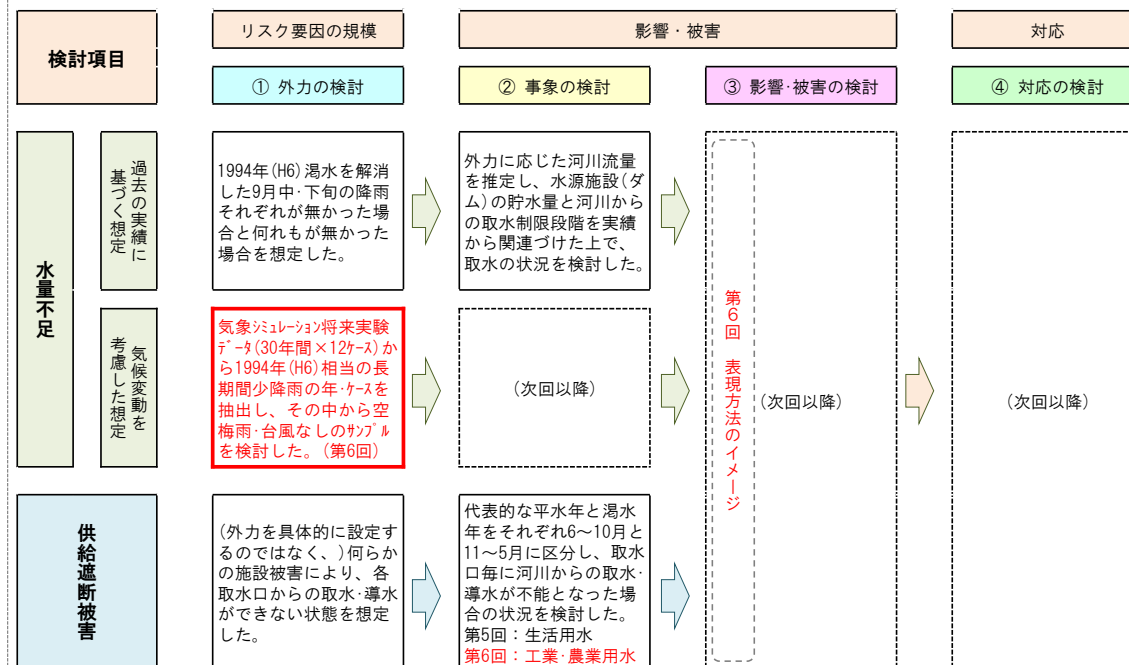 検討項目
リスク要因の規模
影響・被害
対応
① 外力の検討
② 事象の検討
③ 影響・被害の検討
④ 対応の検討
水量不足
過去の実績に
基づく想定
1994年(H6)渇水を解消
した9月中・下旬の降雨
それぞれが無かった場
合と何れもが無かった
場合を想定した。
外力に応じた河川流量
を推定し、水源施設(ダ
ム)の貯水量と河川から
の取水制限段階を実績
から関連づけた上で、
取水の状況を検討した。
気候変動を
考慮した想定
気象ｼﾐｭﾚｰｼｮﾝ将来実験
ﾃﾞｰﾀ(30年間×12ｹｰｽ)か
ら1994年(H6)相当の長
期間少降雨の年・ｹｰｽを
抽出し、その中から空
梅雨・台風なしのｻﾝﾌﾟﾙ
を検討した。(第6回)
(次回以降)
第6回 表現方法のイメージ
(次回以降)
(次回以降)
供給遮断被害
(外力を具体的に設定す
るのではなく、)何らか
の施設被害により、各
取水口からの取水・導水
ができない状態を想定
した。
代表的な平水年と渇水
年をそれぞれ6～10月と
11～5月に区分し、取水
口毎に河川からの取水・
導水が不能となった場
合の状況を検討した。
第5回：生活用水
第6回：工業・農業用水